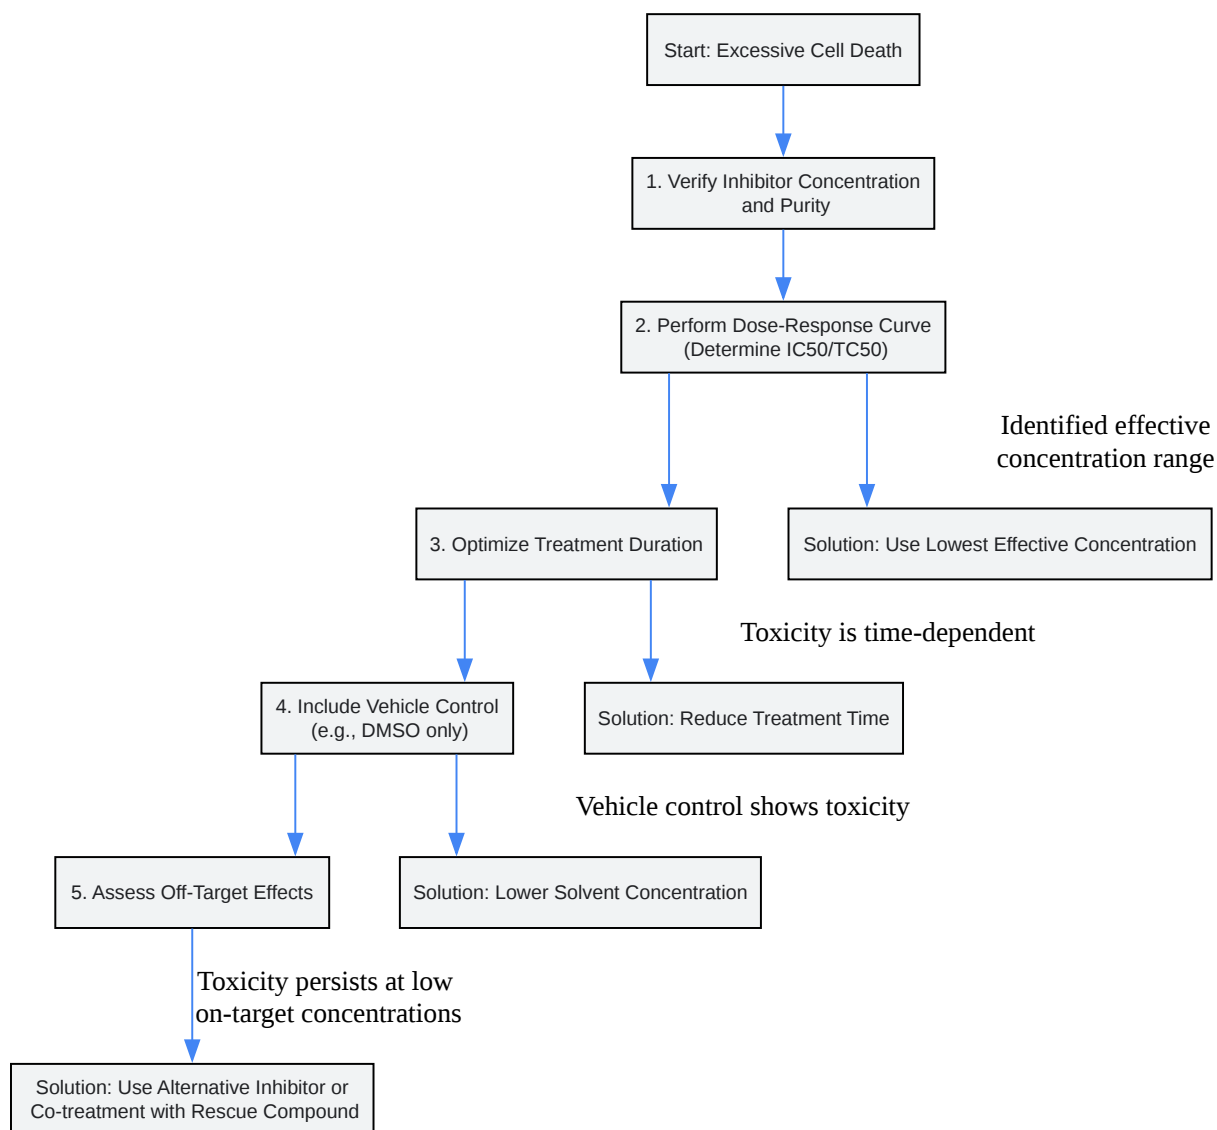 Start: Excessive Cell Death
1. Verify Inhibitor Concentration
and Purity
2. Perform Dose-Response Curve
(Determine IC50/TC50)
Identified effective
concentration range
3. Optimize Treatment Duration
Solution: Use Lowest Effective Concentration
Toxicity is time-dependent
4. Include Vehicle Control
(e.g., DMSO only)
Solution: Reduce Treatment Time
Vehicle control shows toxicity
5. Assess Off-Target Effects
Solution: Lower Solvent Concentration
Toxicity persists at low
on-target concentrations
Solution: Use Alternative Inhibitor or
Co-treatment with Rescue Compound